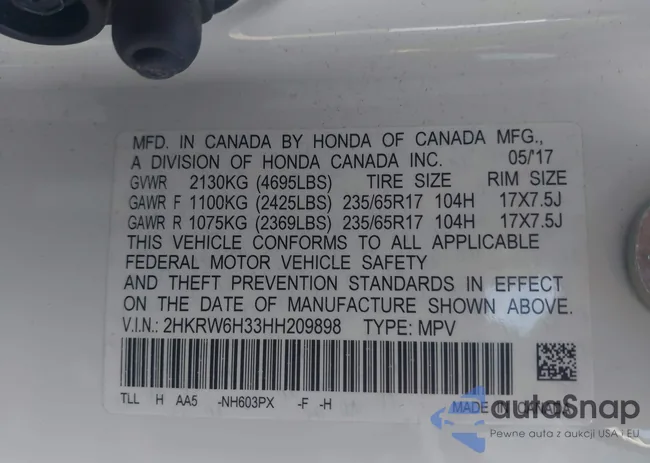 MFD. IN CANADA BY HONDA OF CANADA MFG.,
A DIVISION OF HONDA CANADA INC. 05/'17
GVWR 2130KG (4695LBS) TIRE SIZE RIM SIZE
GAWR F 1100KG (2425LBS) 235/65R17 104H 17X7.5J
GAWR R 1075KG (2369LBS) 235/65R17 104H 17X7.5J
THIS VEHICLE CONFORMS TO ALL APPLICABLE
FEDERAL MOTOR VEHICLE SAFETY
AND THEFT PREVENTION STANDARDS IN EFFECT
ON THE DATE OF MANUFACTURE SHOWN ABOVE.
V.I.N.: 2HKRW6H33HH209898 TYPE: MPV
TLL H AA5 -NH603PX -F -H MADE IN CANADA
autoSnap
Pewne auta z aukcji USA i EU